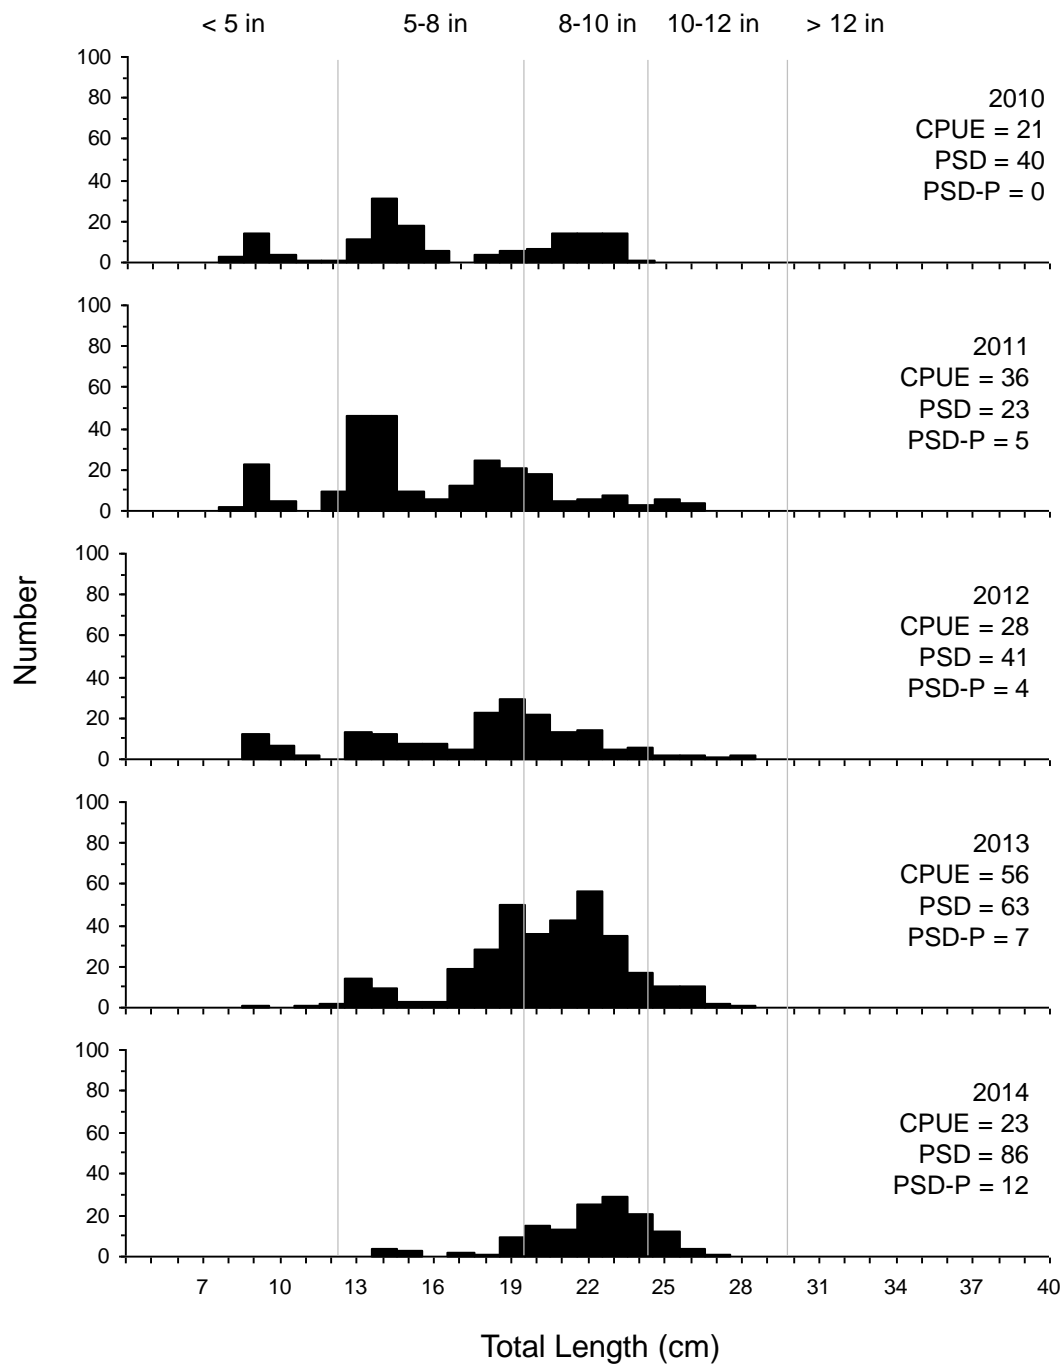 < 5 in 5-8 in 8-10 in 10-12 in > 12 in
100
80
60
40
20
0
2010
CPUE = 21
PSD = 40
PSD-P = 0
100
80
60
40
20
0
2011
CPUE = 36
PSD = 23
PSD-P = 5
Number
100
80
60
40
20
0
2012
CPUE = 28
PSD = 41
PSD-P = 4
100
80
60
40
20
0
2013
CPUE = 56
PSD = 63
PSD-P = 7
100
80
60
40
20
0
2014
CPUE = 23
PSD = 86
PSD-P = 12
7 10 13 16 19 22 25 28 31 34 37 40
Total Length (cm)